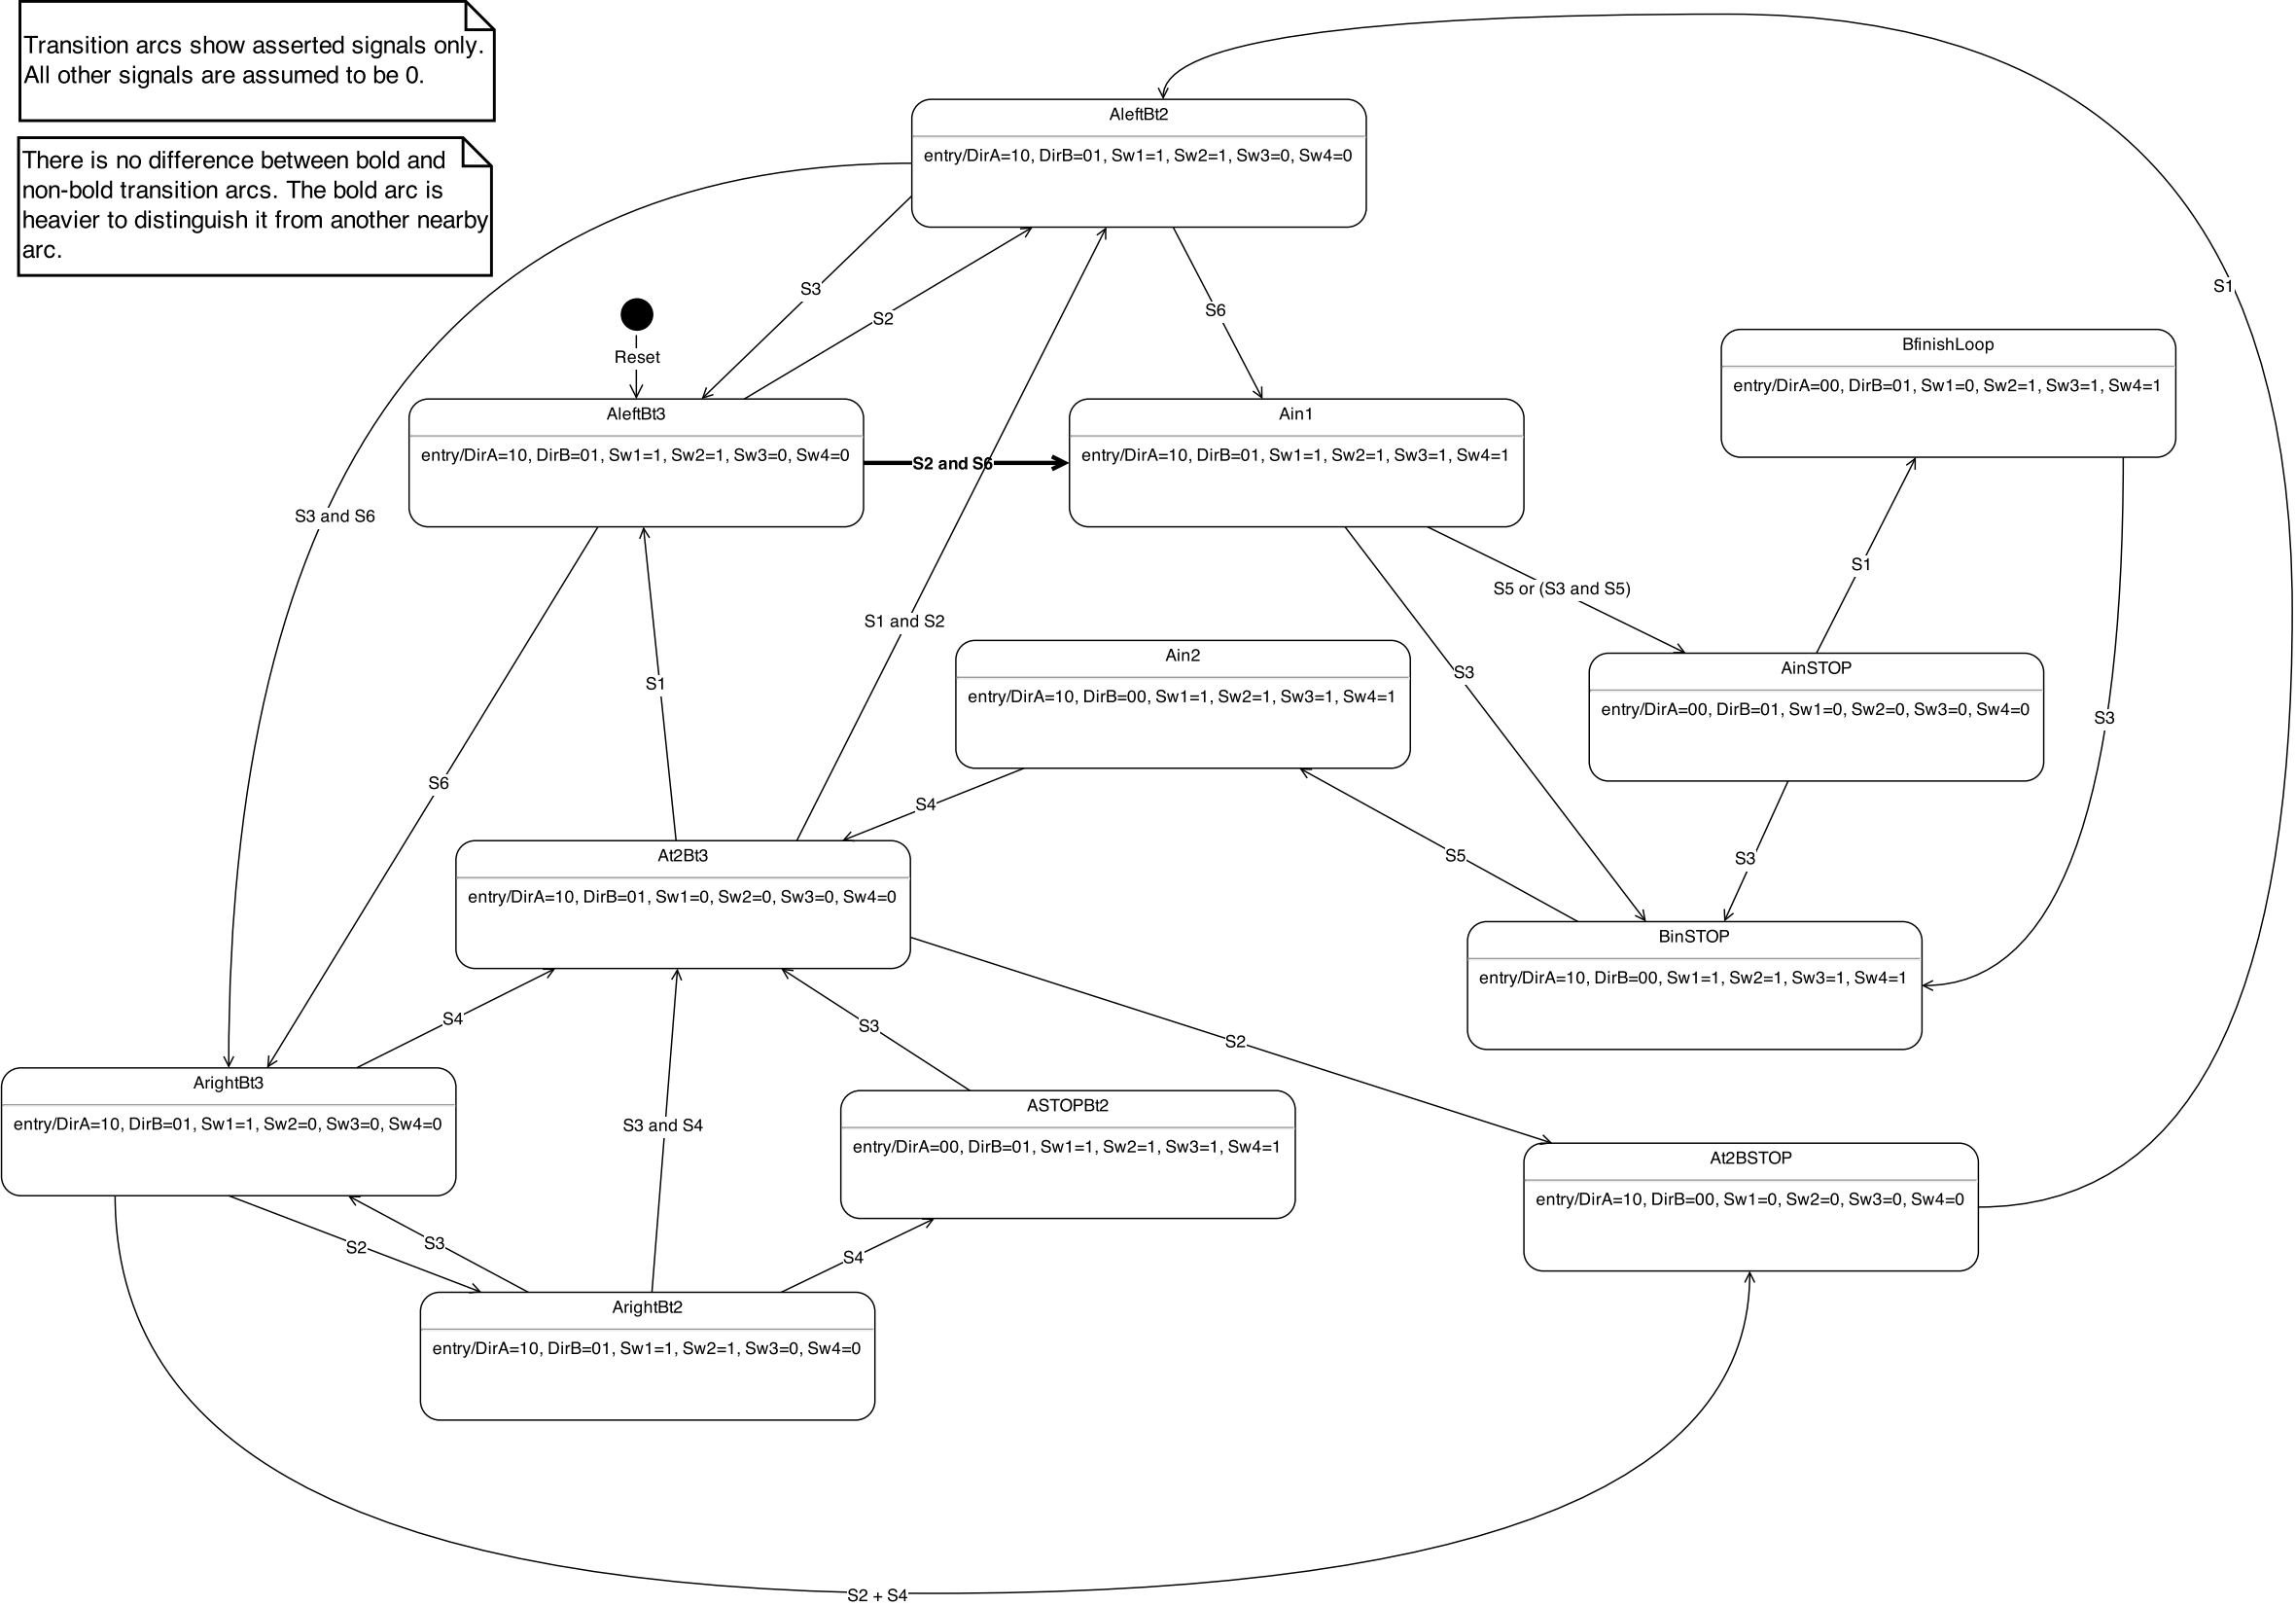 Transition arcs show asserted signals only.
All other signals are assumed to be 0.
There is no difference between bold and
non-bold transition arcs. The bold arc is
heavier to distinguish it from another nearby
arc.
AleftBt2
entry/DirA=10, DirB=01, Sw1=1, Sw2=1, Sw3=0, Sw4=0
S1
S3
S2
S6
Reset
BfinishLoop
entry/DirA=00, DirB=01, Sw1=0, Sw2=1, Sw3=1, Sw4=1
AleftBt3
entry/DirA=10, DirB=01, Sw1=1, Sw2=1, Sw3=0, Sw4=0
S2 and S6
Ain1
entry/DirA=10, DirB=01, Sw1=1, Sw2=1, Sw3=1, Sw4=1
S3 and S6
S1
S5 or (S3 and S5)
S1 and S2
S3
Ain2
entry/DirA=10, DirB=00, Sw1=1, Sw2=1, Sw3=1, Sw4=1
AinSTOP
entry/DirA=00, DirB=01, Sw1=0, Sw2=0, Sw3=0, Sw4=0
S1
S3
S6
S4
S5
S3
At2Bt3
entry/DirA=10, DirB=01, Sw1=0, Sw2=0, Sw3=0, Sw4=0
BinSTOP
entry/DirA=10, DirB=00, Sw1=1, Sw2=1, Sw3=1, Sw4=1
S4
S3
S2
ArightBt3
entry/DirA=10, DirB=01, Sw1=1, Sw2=0, Sw3=0, Sw4=0
S3 and S4
ASTOPBt2
entry/DirA=00, DirB=01, Sw1=1, Sw2=1, Sw3=1, Sw4=1
At2BSTOP
entry/DirA=10, DirB=00, Sw1=0, Sw2=0, Sw3=0, Sw4=0
S2
S3
S4
ArightBt2
entry/DirA=10, DirB=01, Sw1=1, Sw2=1, Sw3=0, Sw4=0
S2 + S4